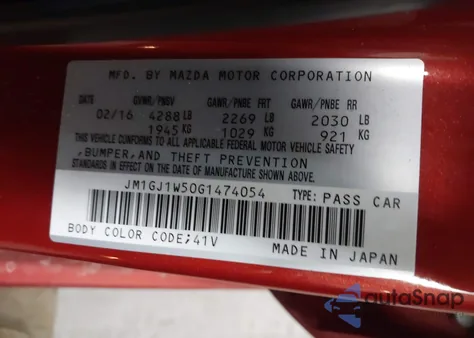 MFD. BY MAZDA MOTOR CORPORATION
DATE GVWR/PNBV GAWR/PNBE FRT GAWR/PNBE RR
02/16 4288 LB 2269 LB 2030 LB
1945 KG 1029 KG 921 KG
THIS VEHICLE CONFORMS TO ALL APPLICABLE FEDERAL MOTOR VEHICLE SAFETY
,BUMPER,AND THEFT PREVENTION
STANDARDS IN EFFECT ON THE DATE OF MANUFACTURE SHOWN ABOVE.
JM1GJ1W50G1474054 TYPE: PASS CAR
BODY COLOR CODE;41V
MADE IN JAPAN
autoSnap